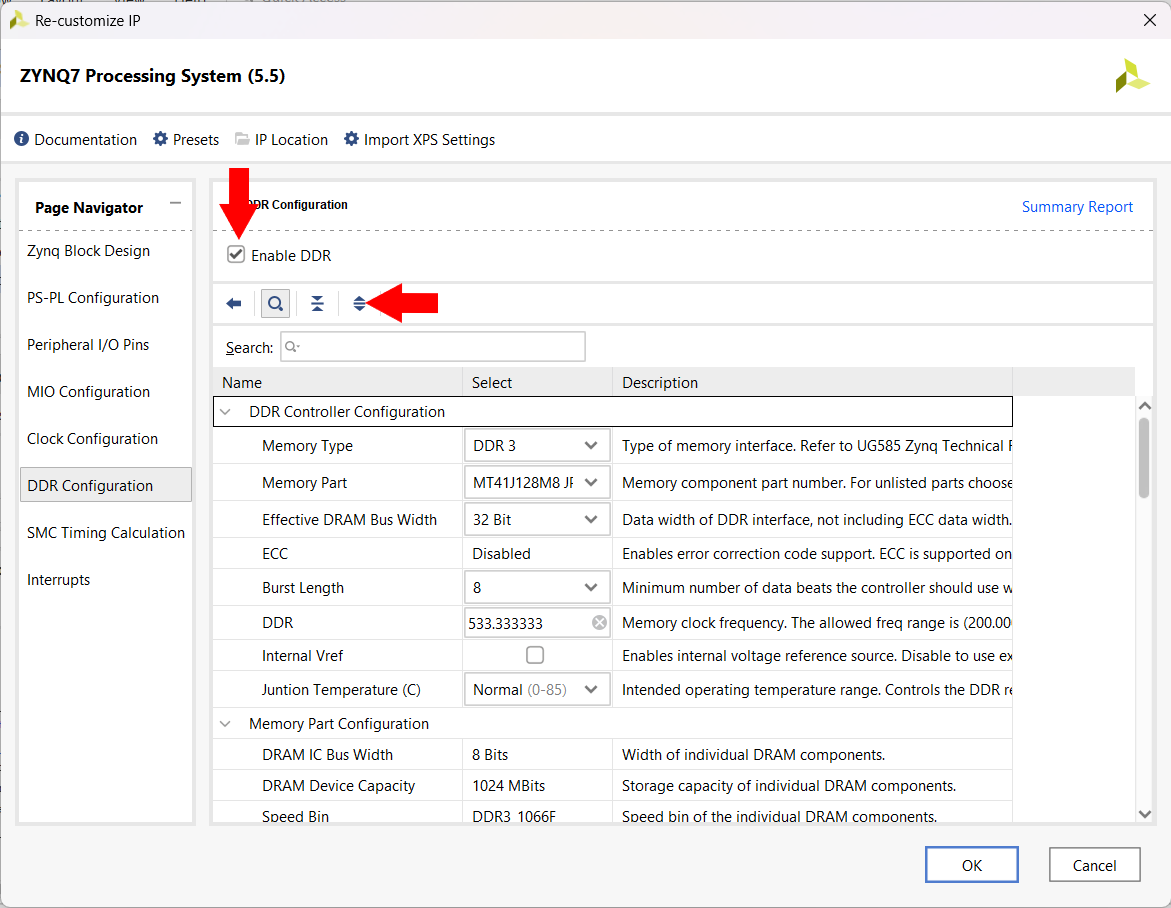 Re-customize IP
ZYNQ7 Processing System (5.5)
Documentation Presets IP Location Import XPS Settings
Page Navigator
Zynq Block Design
PS-PL Configuration
Peripheral I/O Pins
MIO Configuration
Clock Configuration
DDR Configuration
SMC Timing Calculation
Interrupts
DDR Configuration
Summary Report
Enable DDR
Search:
Name Select Description
DDR Controller Configuration
Memory Type DDR 3 Type of memory interface. Refer to UG585 Zynq Technical
Memory Part MT41J128M8 Memory component part number. For unlisted parts choose
Effective DRAM Bus Width 32 Bit Data width of DDR interface, not including ECC data width.
ECC Disabled Enables error correction code support. ECC is supported on
Burst Length 8 Minimum number of data beats the controller should use w
DDR 533.333333 Memory clock frequency. The allowed freq range is (200.00
Internal Vref Enables internal voltage reference source. Disable to use ex
Juntion Temperature (C) Normal (0-85) Intended operating temperature range. Controls the DDR re
Memory Part Configuration
DRAM IC Bus Width 8 Bits Width of individual DRAM components.
DRAM Device Capacity 1024 MBits Storage capacity of individual DRAM components.
Speed Bin DDR3_1066F Speed bin of the individual DRAM components.
OK Cancel